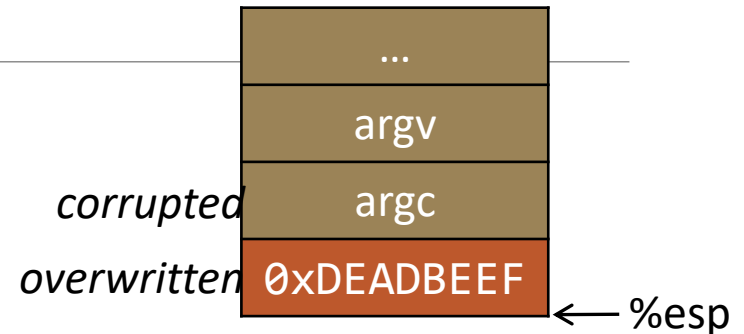 …
argv
corrupted argc
overwritten 0xDEADBEEF
%esp